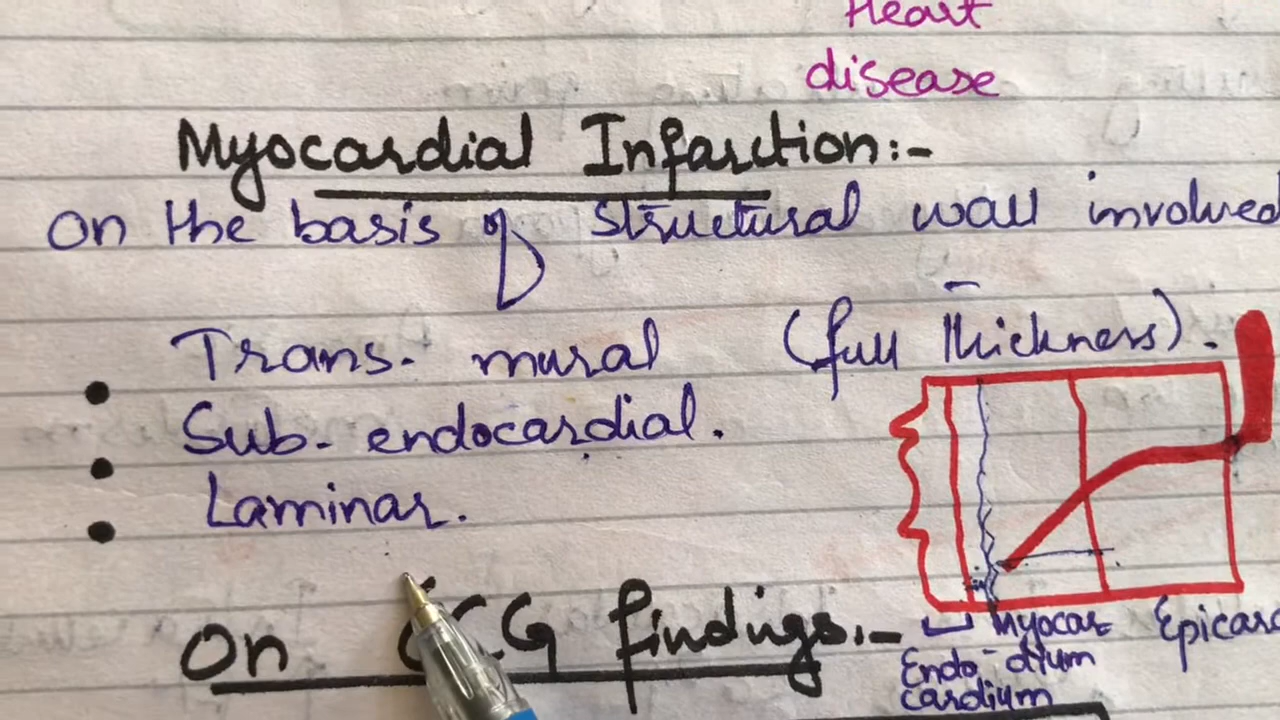 Heart
disease
Myocardial Infarction:-
on the basis of structural wall involved
Trans- mural (full thickness).
Sub- endocardial.
Laminar.
On ECG findings:-
Myocar Epicard
Endo- dium
cardium